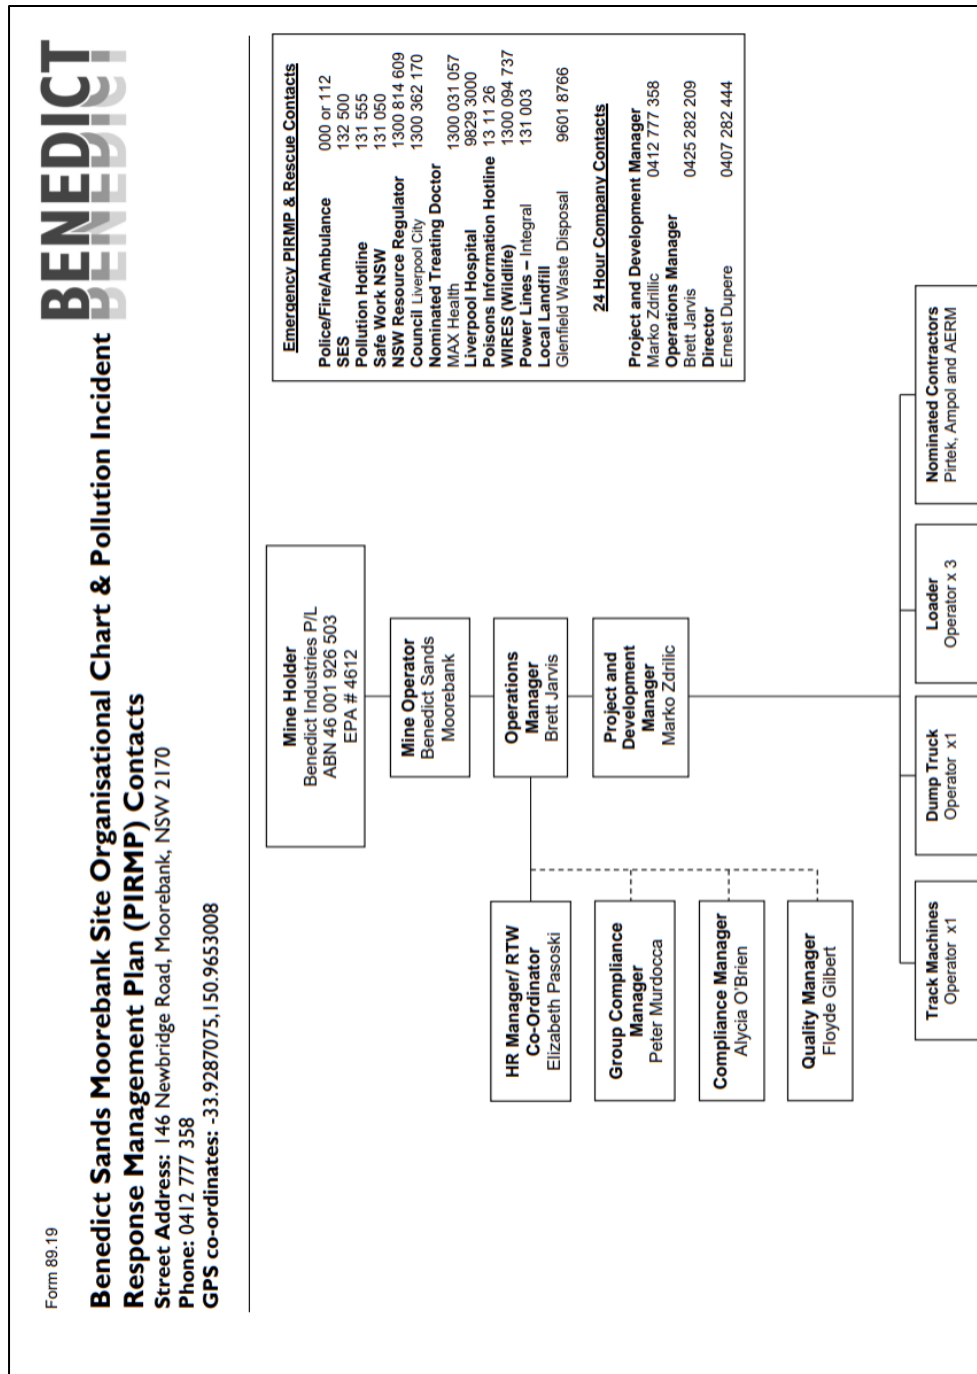 Form 89.19
BENEDICT
Benedict Sands Moorebank Site Organisational Chart & Pollution Incident
Response Management Plan (PIRMP) Contacts
Street Address: 146 Newbridge Road, Moorebank, NSW 2170
Phone: 0412 777 358
GPS co-ordinates: -33.9287075,150.9653008
Mine Holder
Benedict Industries P/L
ABN 46 001 926 503
EPA # 4612
Mine Operator
Benedict Sands
Moorebank
Operations
Manager
Brett Jarvis
Project and
Development
Manager
Marko Zdrilic
HR Manager/ RTW
Co-Ordinator
Elizabeth Pasoski
Group Compliance
Manager
Peter Murdocca
Compliance Manager
Alycia O'Brien
Quality Manager
Floyde Gilbert
Track Machines
Operator x1
Dump Truck
Operator x1
Loader
Operator x 3
Nominated Contractors
Pirtek, Ampol and AERM
Emergency PIRMP & Rescue Contacts
Police/Fire/Ambulance 000 or 112
SES 132 500
Pollution Hotline 131 555
Safe Work NSW 131 050
NSW Resource Regulator 1300 814 609
Council Liverpool City 1300 362 170
Nominated Treating Doctor
MAX Health 1300 031 057
Liverpool Hospital 9829 3000
Poisons Information Hotline 13 11 26
WIRES (Wildlife) 1300 094 737
Power Lines – Integral 131 003
Local Landfill
Glenfield Waste Disposal 9601 8766
24 Hour Company Contacts
Project and Development Manager
Marko Zdrillic 0412 777 358
Operations Manager
Brett Jarvis 0425 282 209
Director
Ernest Dupere 0407 282 444